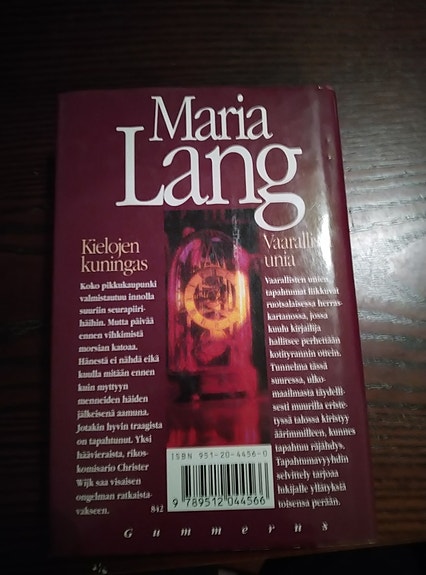 Maria
Lang
Kielojen
kuningas
Koko pikkukaupunki
valmistautuu innolla
suuriin seurapiiri-
häihin. Mutta päivää
ennen vihkimistä
morsian katoaa.
Hänestä ei nähdä eikä
kuulla mitään ennen
kuin myttyyn
menneiden häiden
jälkeisenä aamuna.
Jotakin hyvin traagista
on tapahtunut. Yksi
häävieraista, rikos-
komisario Christer
Wijk saa visaisen
ongelman ratkaista-
vakseen.
842
Vaarallisia
unia
Vaarallisten unien
tapahtumat liikkuvat
ruotsalaisessa herras-
kartanossa, jossa
kuulu kirjailija
hallitsee perhettään
kotityrannin ottein.
Tunnelma tässä
suuressa, ulko-
maailmasta täydelli-
sesti muurilla eriste-
tyssä talossa kiristyy
äärimmilleen, kunnes
tapahtuu räjähdys.
Tapahtumavyyhdin
selvittely tarjoaa
lukijalle yllätyksiä
toisensa perään.
ISBN 951-20-4456-0
9 789512 044566
Gummerus